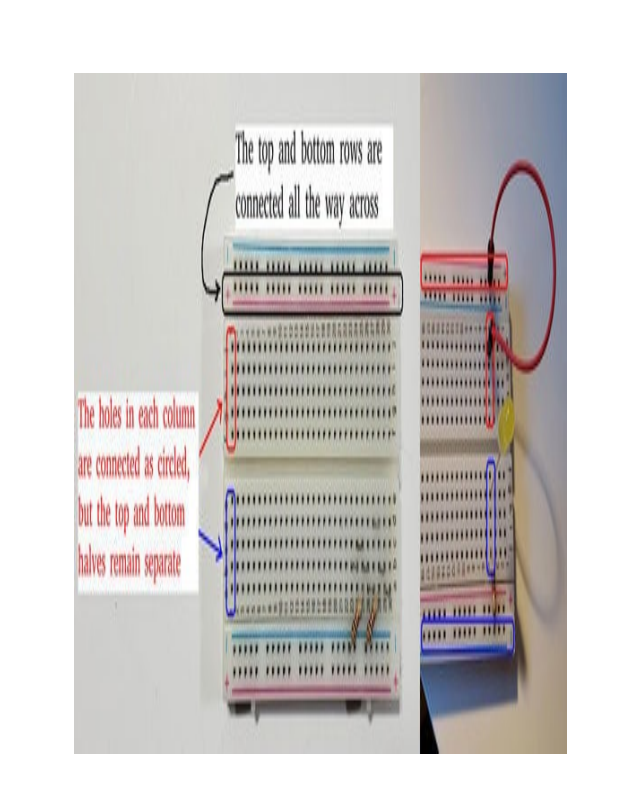 The top and bottom rows are
connected all the way across
The holes in each column
are connected as circled,
but the top and bottom
halves remain separate